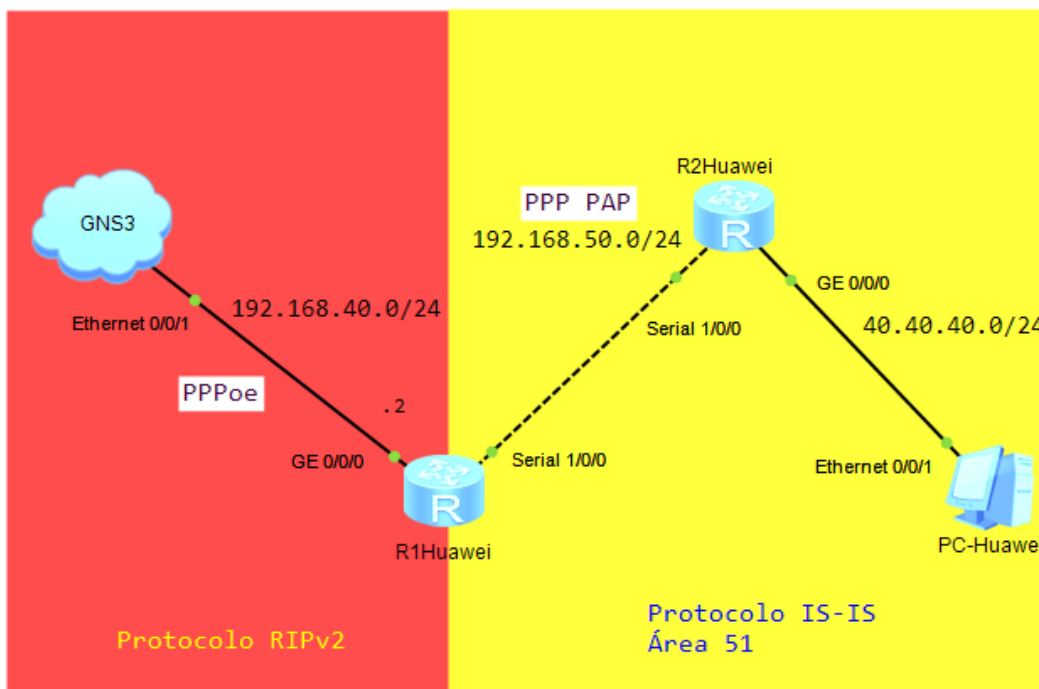 GNS3
Ethernet 0/0/1
192.168.40.0/24
PPPoe
.2
GE 0/0/0
R1Huawei
Protocolo RIPv2
R2Huawei
PPP PAP
192.168.50.0/24
GE 0/0/0
Serial 1/0/0
40.40.40.0/24
Serial 1/0/0
Ethernet 0/0/1
PC-Huawe
Protocolo IS-IS
Área 51
R
R